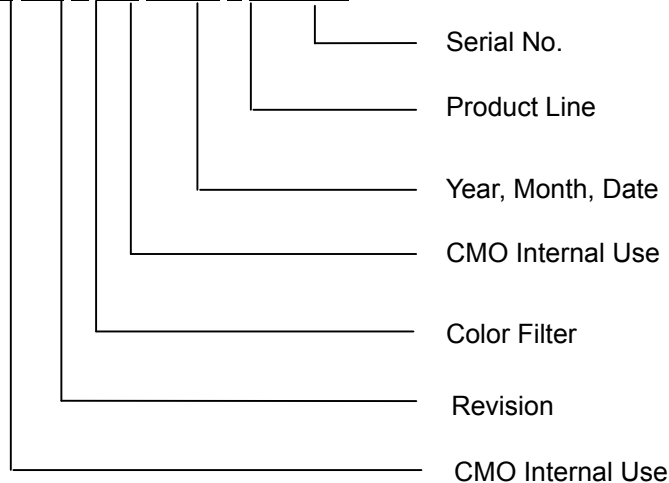 Serial No.
Product Line
Year, Month, Date
CMO Internal Use
Color Filter
Revision
CMO Internal Use